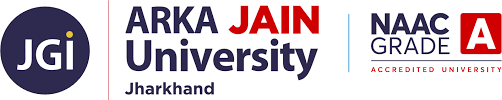 JGi
ARKA JAIN
University
Jharkhand
NAAC
GRADE A
ACCREDITED UNIVERSITY